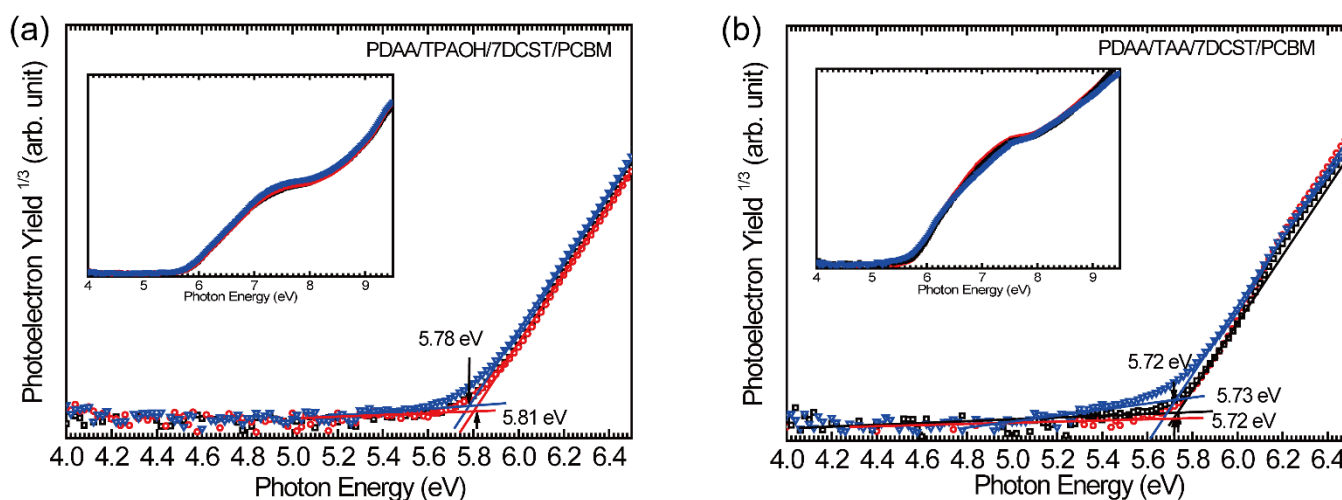 (a)
PDAA/TPAOH/7DCST/PCBM
Photoelectron Yield 1/3 (arb. unit)
4 5 6 7 8 9
Photon Energy (eV)
5.78 eV
5.81 eV
4.0 4.2 4.4 4.6 4.8 5.0 5.2 5.4 5.6 5.8 6.0 6.2 6.4
Photon Energy (eV)
(b)
PDAA/TAA/7DCST/PCBM
Photoelectron Yield 1/3 (arb. unit)
4 5 6 7 8 9
Photon Energy (eV)
5.72 eV
5.73 eV
5.72 eV
4.0 4.2 4.4 4.6 4.8 5.0 5.2 5.4 5.6 5.8 6.0 6.2 6.4
Photon Energy (eV)